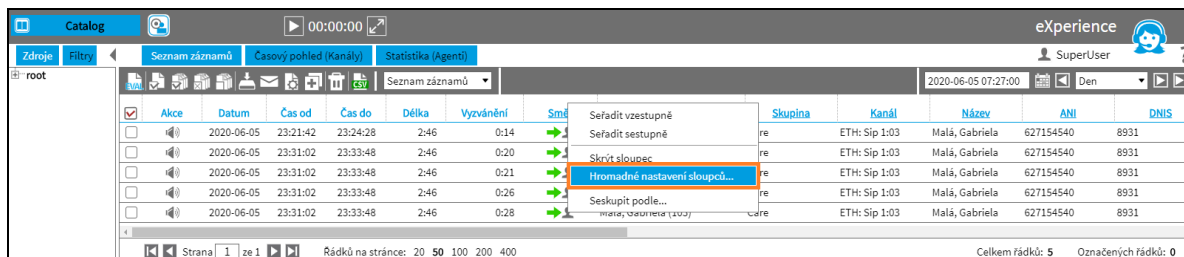 Catalog 00:00:00 eXperience
Zdroje Filtry Seznam záznamů Časový pohled (Kanály) Statistika (Agenti) SuperUser
root EVAL CSV Seznam záznamů 2020-06-05 07:27:00 Den
Akce Datum Čas od Čas do Délka Vyzvánění Smě Skupina Kanál Název ANI DNIS
Seřadit vzestupně
Seřadit sestupně
Skrýt sloupec
Hromadné nastavení sloupců...
Seskupit podle...
2020-06-05 23:21:42 23:24:28 2:46 0:14 re ETH: Sip 1:03 Malá, Gabriela 627154540 8931
2020-06-05 23:31:02 23:33:48 2:46 0:20 re ETH: Sip 1:03 Malá, Gabriela 627154540 8931
2020-06-05 23:31:02 23:33:48 2:46 0:21 re ETH: Sip 1:03 Malá, Gabriela 627154540 8931
2020-06-05 23:31:02 23:33:48 2:46 0:26 re ETH: Sip 1:03 Malá, Gabriela 627154540 8931
2020-06-05 23:31:02 23:33:48 2:46 0:28 Malá, Gabriela (103) Care ETH: Sip 1:03 Malá, Gabriela 627154540 8931
Strana 1 ze 1 Řádků na stránce: 20 50 100 200 400 Celkem řádků: 5 Označených řádků: 0